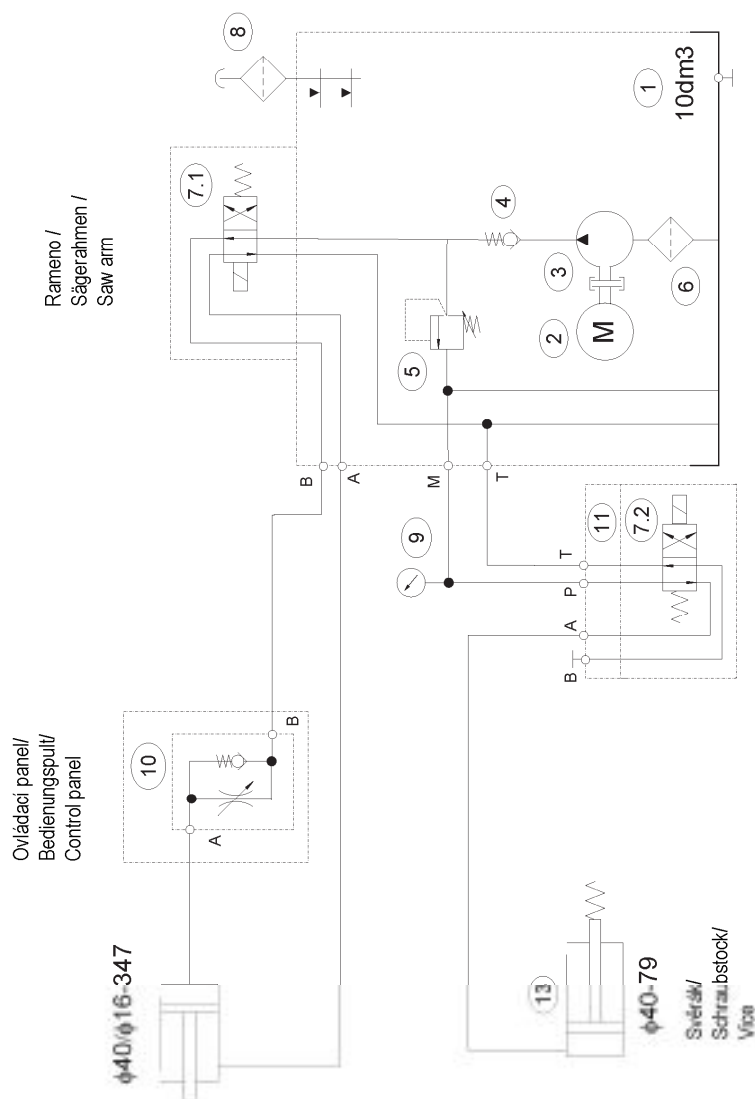 Ovládací panel/
Bedienungspult/
Control panel
Rameno /
Sägerahmen /
Saw arm
ϕ40/ϕ16-347
10
A
B
B
A
7.1
8
M
T
9
5
4
3
2
M
6
1
10dm3
13
ϕ40-79
Svěrák/
Schraubstock/
Vice
B
A
P
T
11
7.2